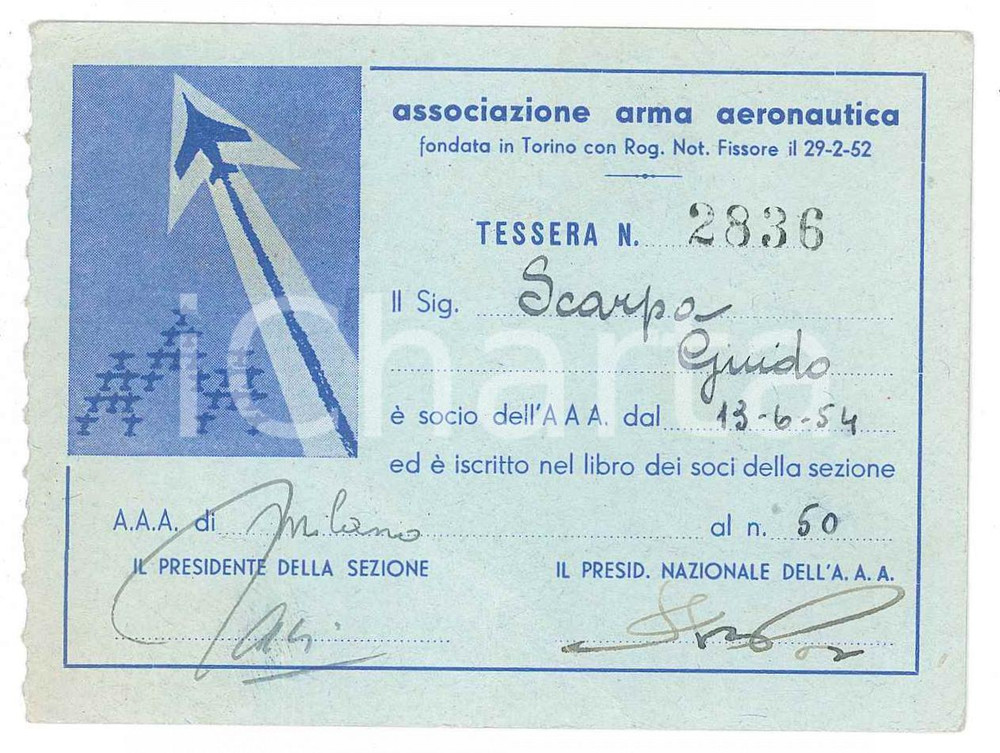 associazione arma aeronautica
fondata in Torino con Rog. Not. Fissore il 29-2-52
TESSERA N. 2836
Il Sig. Scarpa
Guido
è socio dell'A A A. dal 13-6-54
ed è iscritto nel libro dei soci della sezione
A.A.A. di Milano al n. 50
IL PRESIDENTE DELLA SEZIONE IL PRESID. NAZIONALE DELL'A. A. A.
iCharta